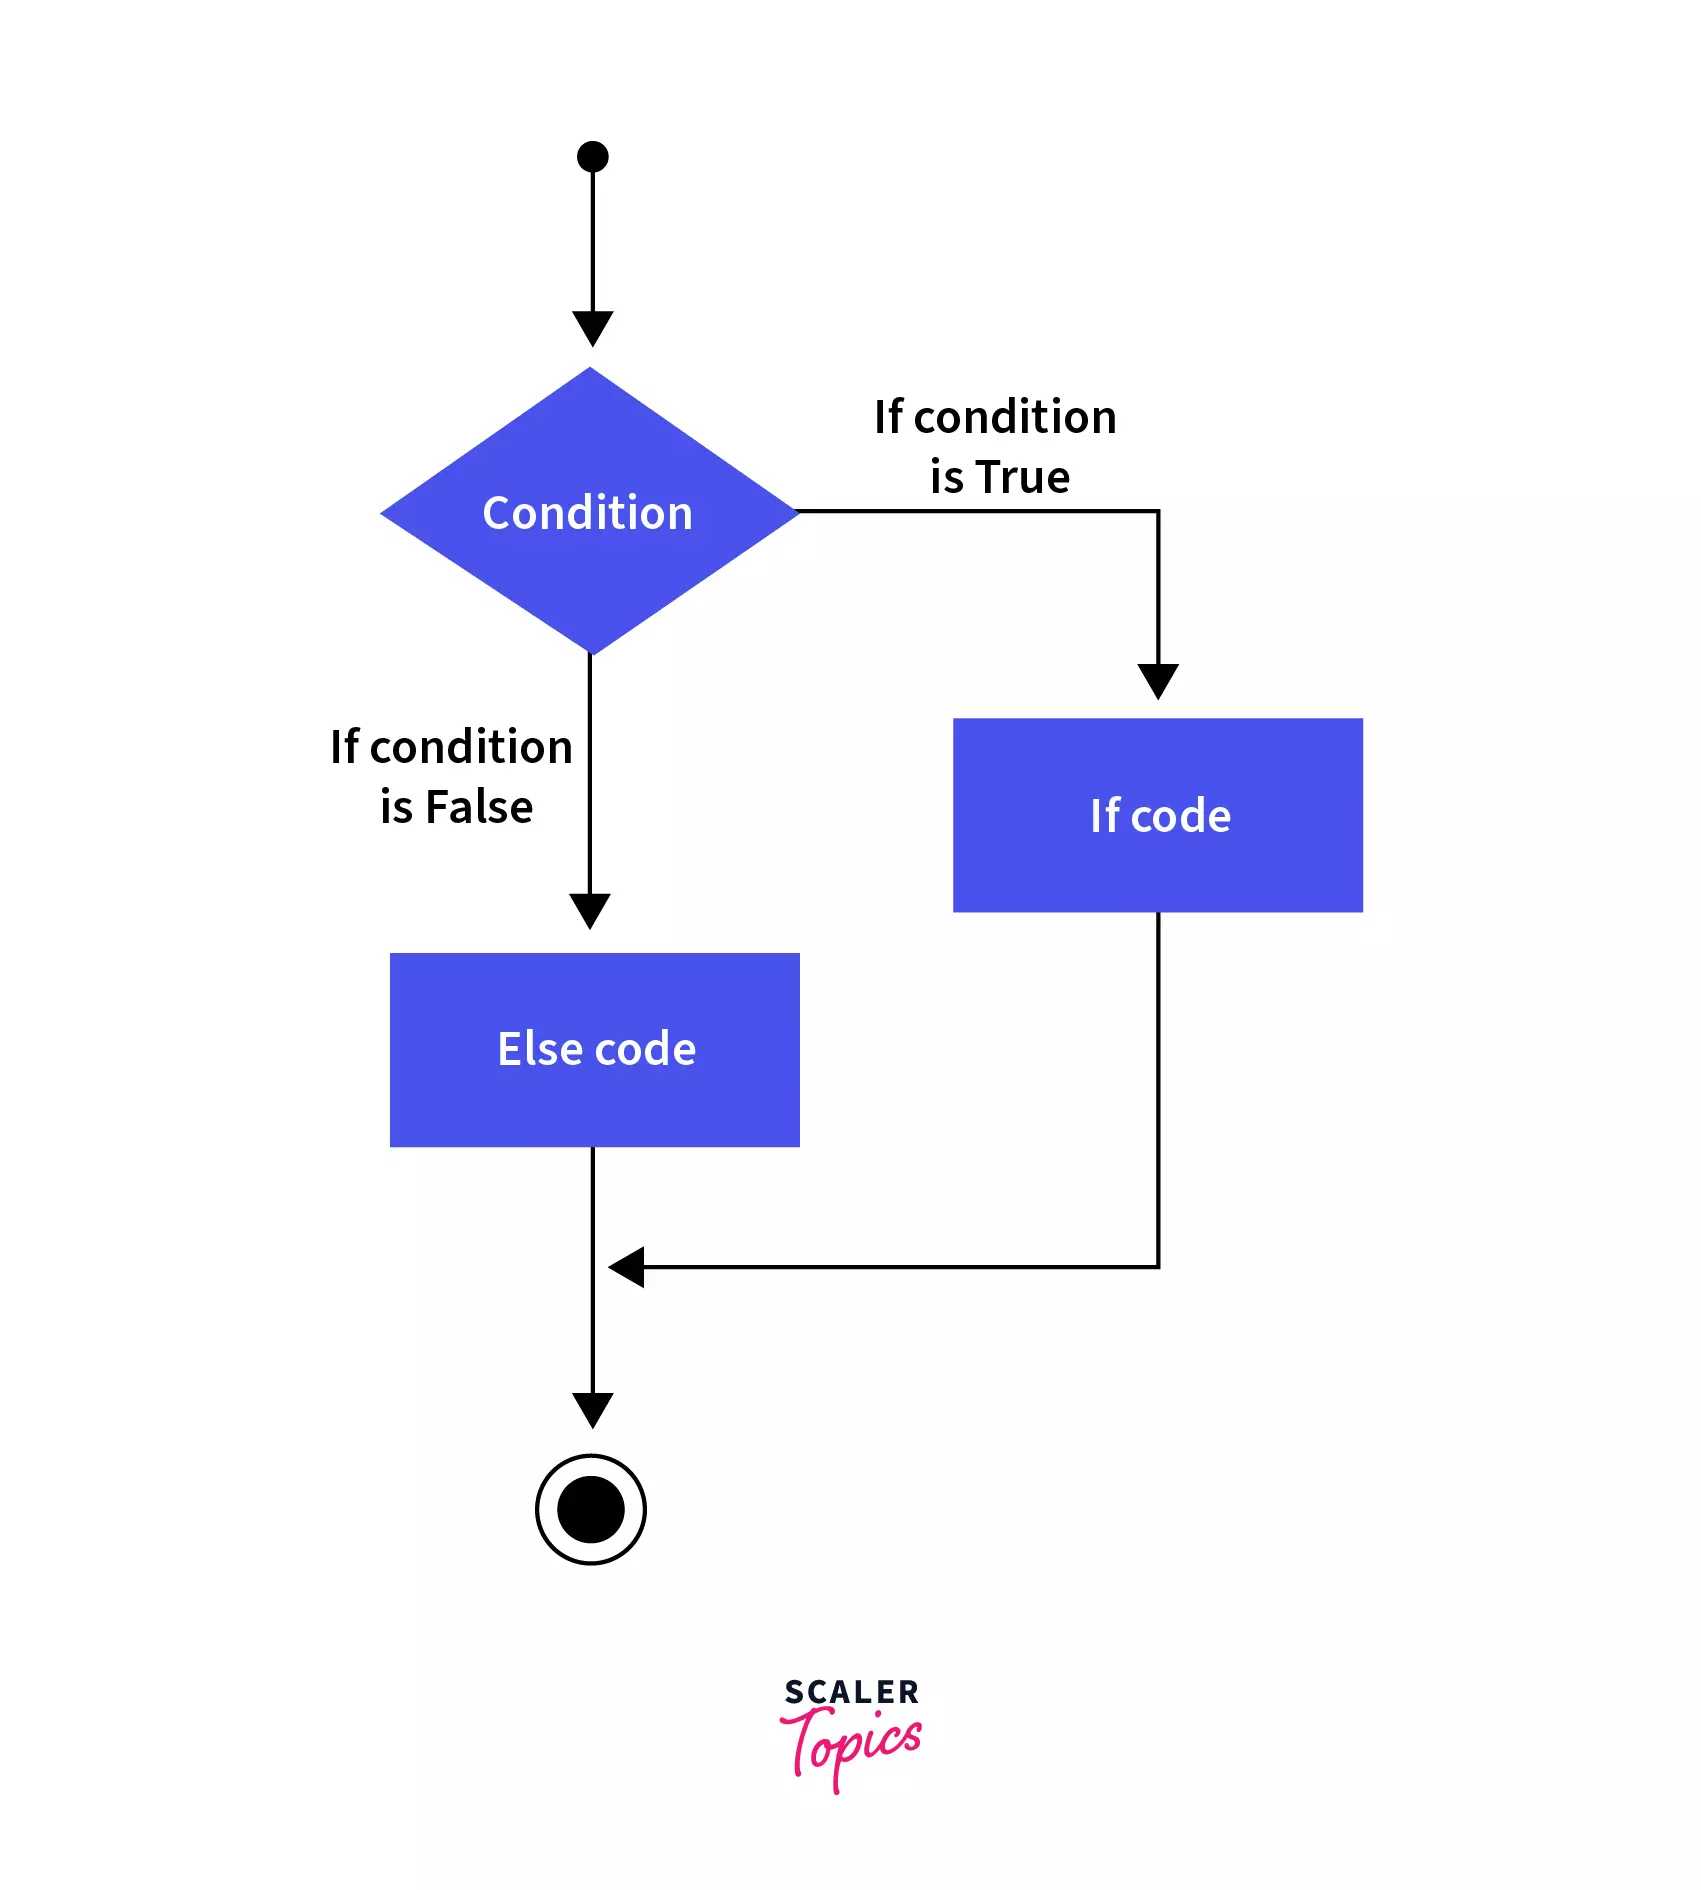 If condition
is True
Condition
If condition
is False
If code
Else code
SCALER
Topics